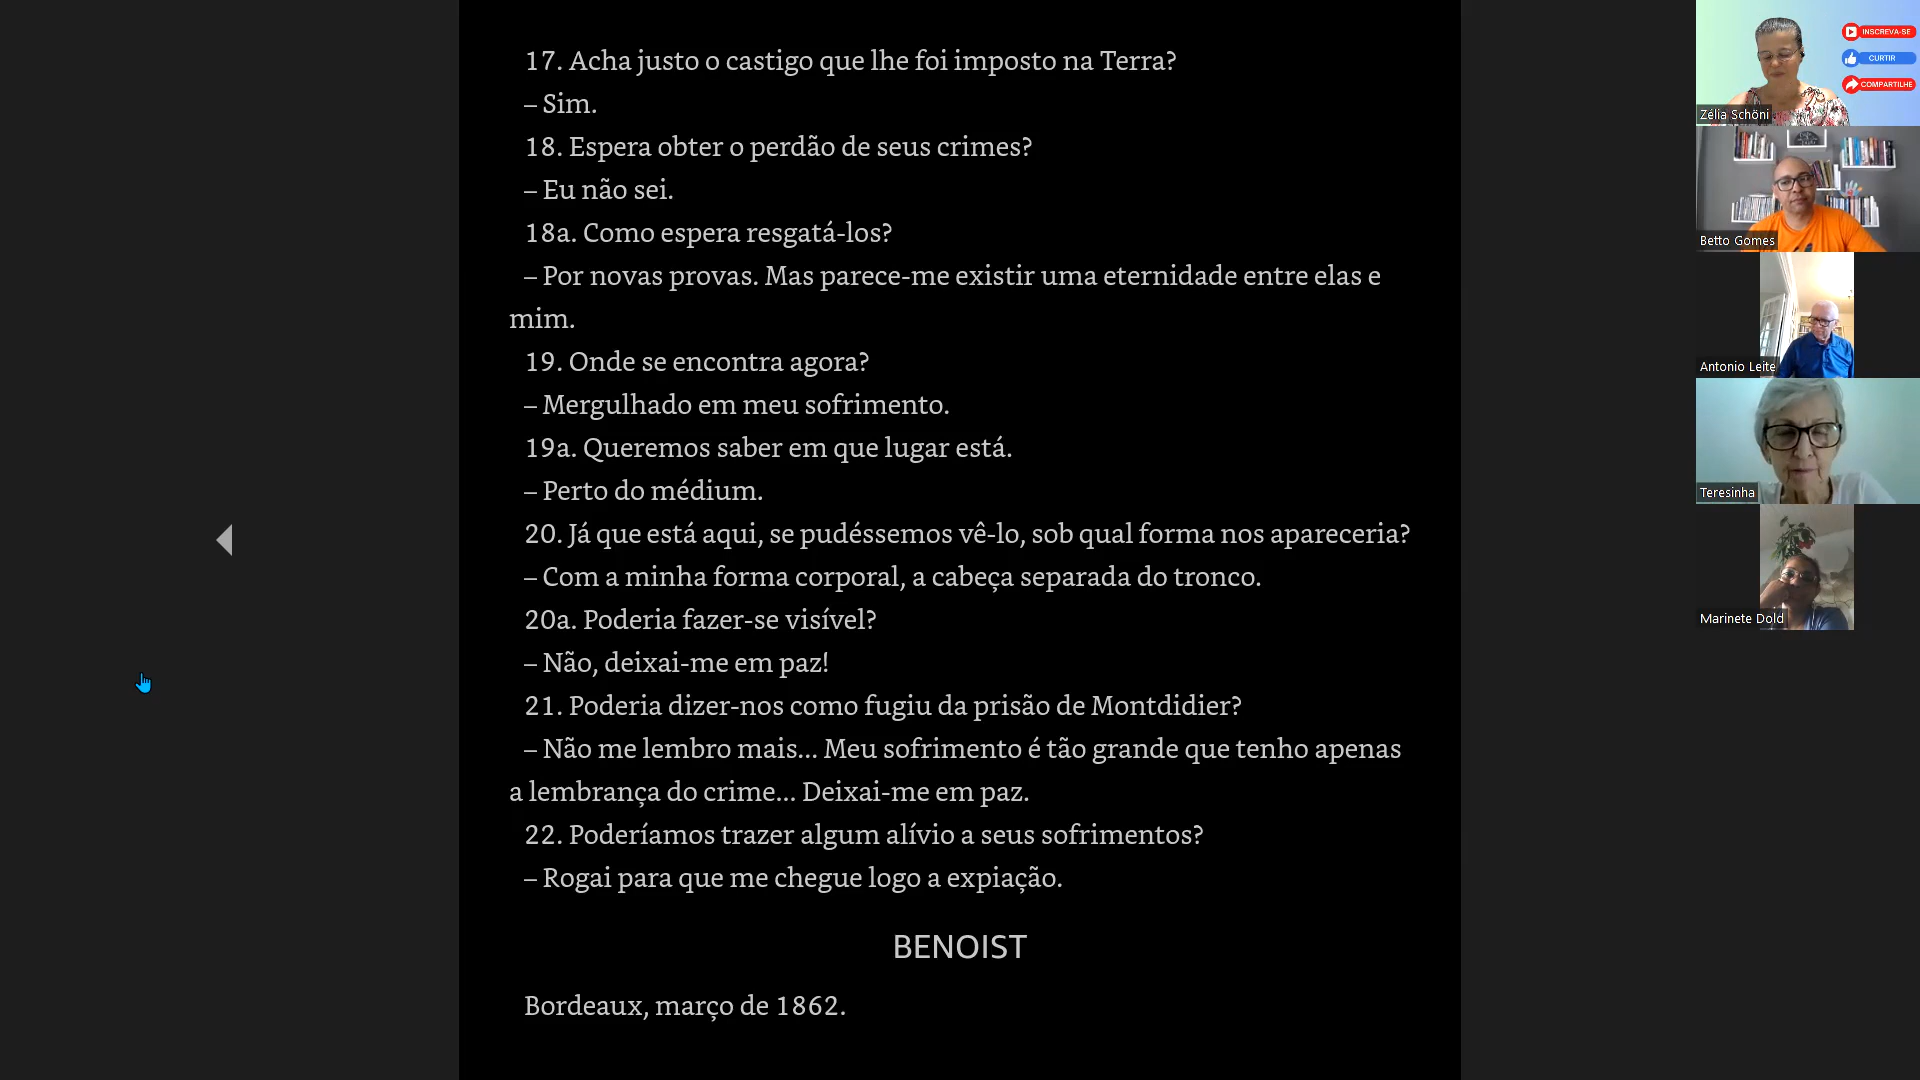 17. Acha justo o castigo que lhe foi imposto na Terra?
– Sim.
18. Espera obter o perdão de seus crimes?
– Eu não sei.
18a. Como espera resgatá-los?
– Por novas provas. Mas parece-me existir uma eternidade entre elas e
mim.
19. Onde se encontra agora?
– Mergulhado em meu sofrimento.
19a. Queremos saber em que lugar está.
– Perto do médium.
20. Já que está aqui, se pudéssemos vê-lo, sob qual forma nos apareceria?
– Com a minha forma corporal, a cabeça separada do tronco.
20a. Poderia fazer-se visível?
– Não, deixai-me em paz!
21. Poderia dizer-nos como fugiu da prisão de Montdidier?
– Não me lembro mais... Meu sofrimento é tão grande que tenho apenas
a lembrança do crime... Deixai-me em paz.
22. Poderíamos trazer algum alívio a seus sofrimentos?
– Rogai para que me chegue logo a expiação.
BENOIST
Bordeaux, março de 1862.
INSCREVA-SE
CURTIR
COMPARTILHE
Zélia Schöni
Betto Gomes
Antonio Leite
Teresinha
Marinete Dold